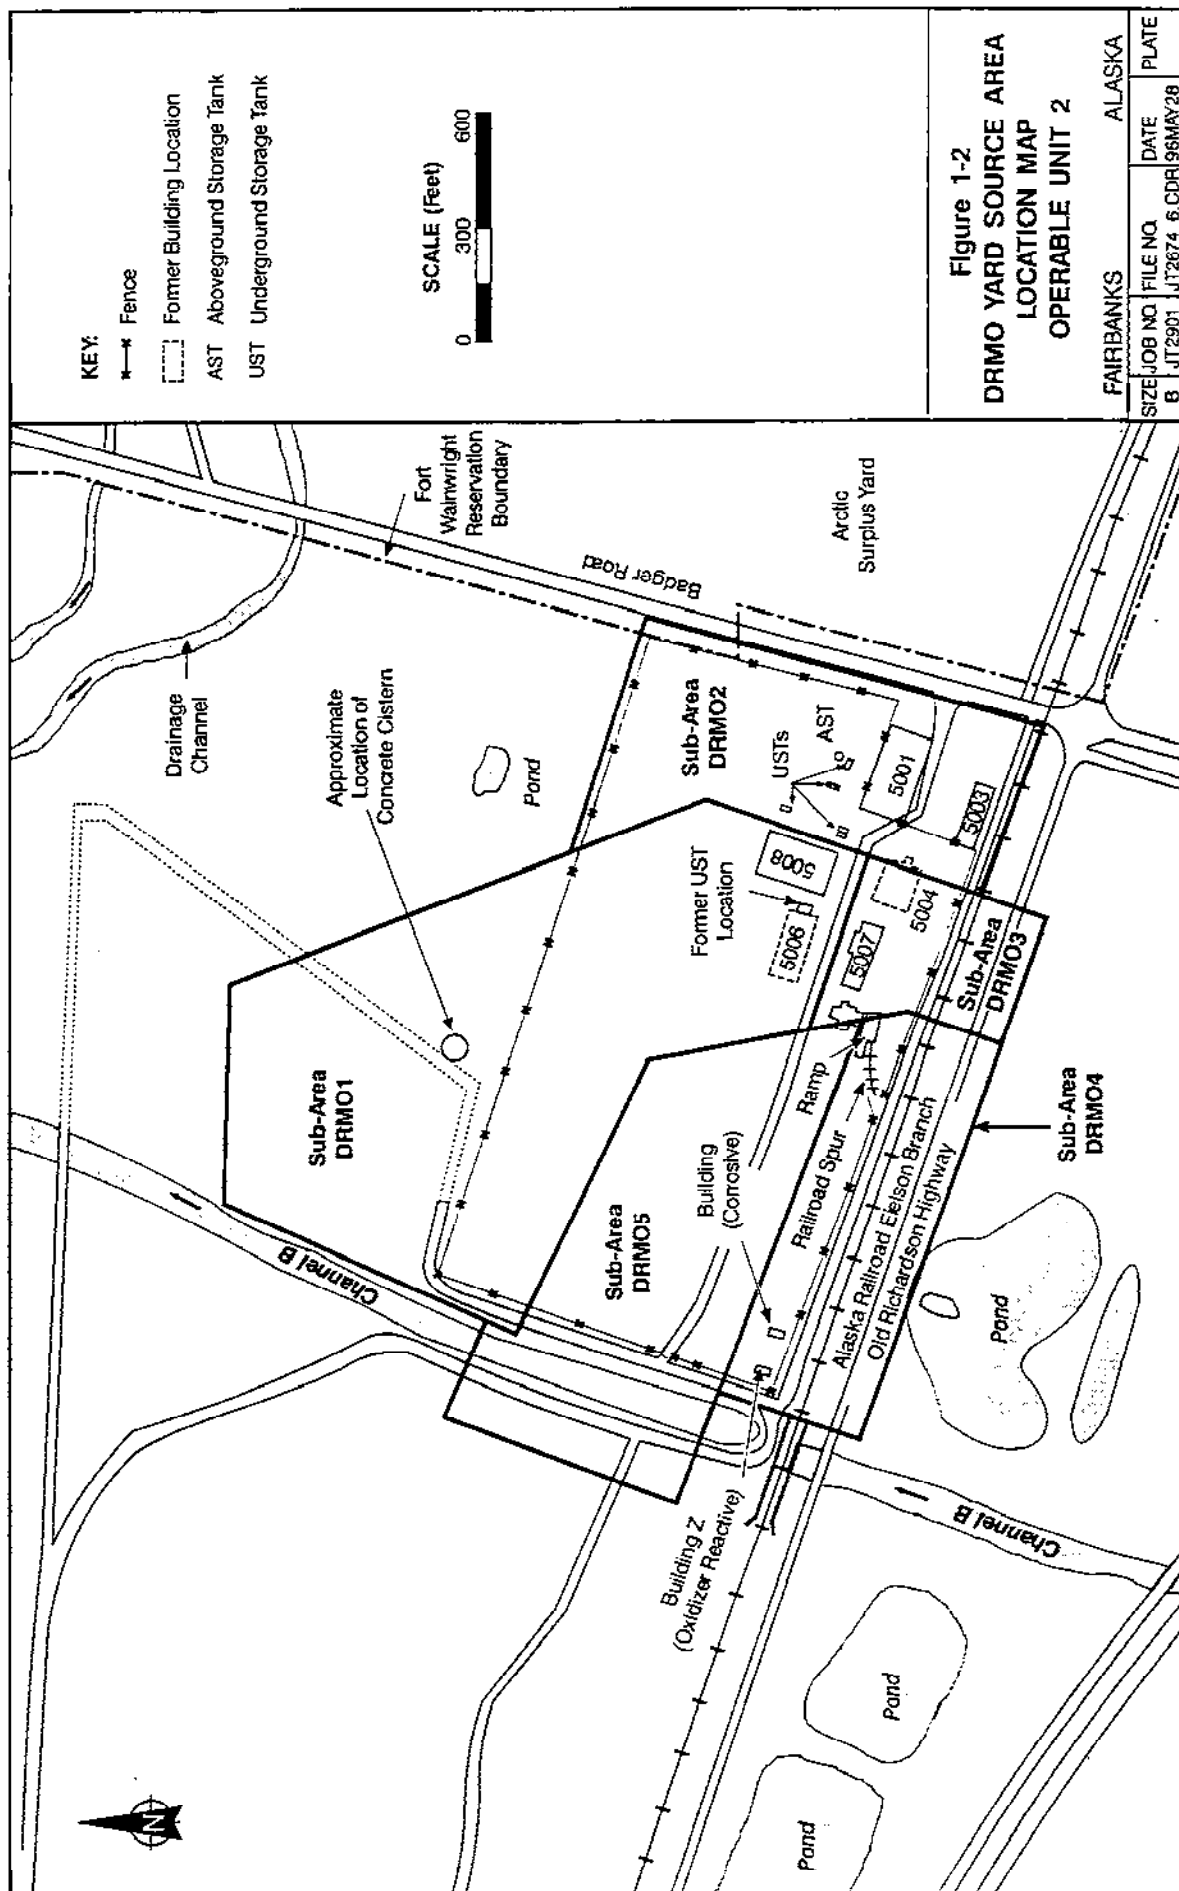 KEY:
Fence
Former Building Location
AST Aboveground Storage Tank
UST Underground Storage Tank
SCALE (Feet)
0 300 600
Figure 1-2
DRMO YARD SOURCE AREA
LOCATION MAP
OPERABLE UNIT 2
FAIRBANKS ALASKA
SIZE JOB NO. FILE NO. DATE PLATE
B JT2901 JT2674_6.CDR 96MAY28
N
Drainage
Channel
Approximate
Location of
Concrete Cistern
Pond
Fort
Wainwright
Reservation
Boundary
Badger Road
Arctic
Surplus Yard
Sub-Area
DRMO1
Sub-Area
DRMO2
USTs
AST
5001
5003
5008
Former UST
Location
5006
5007
5004
Sub-Area
DRMO3
Channel B
Sub-Area
DRMO5
Building
(Corrosive)
Ramp
Railroad Spur
Alaska Railroad Eielson Branch
Old Richardson Highway
Sub-Area
DRMO4
Building Z
(Oxidizer Reactive)
Channel B
Pond
Pond
Pond